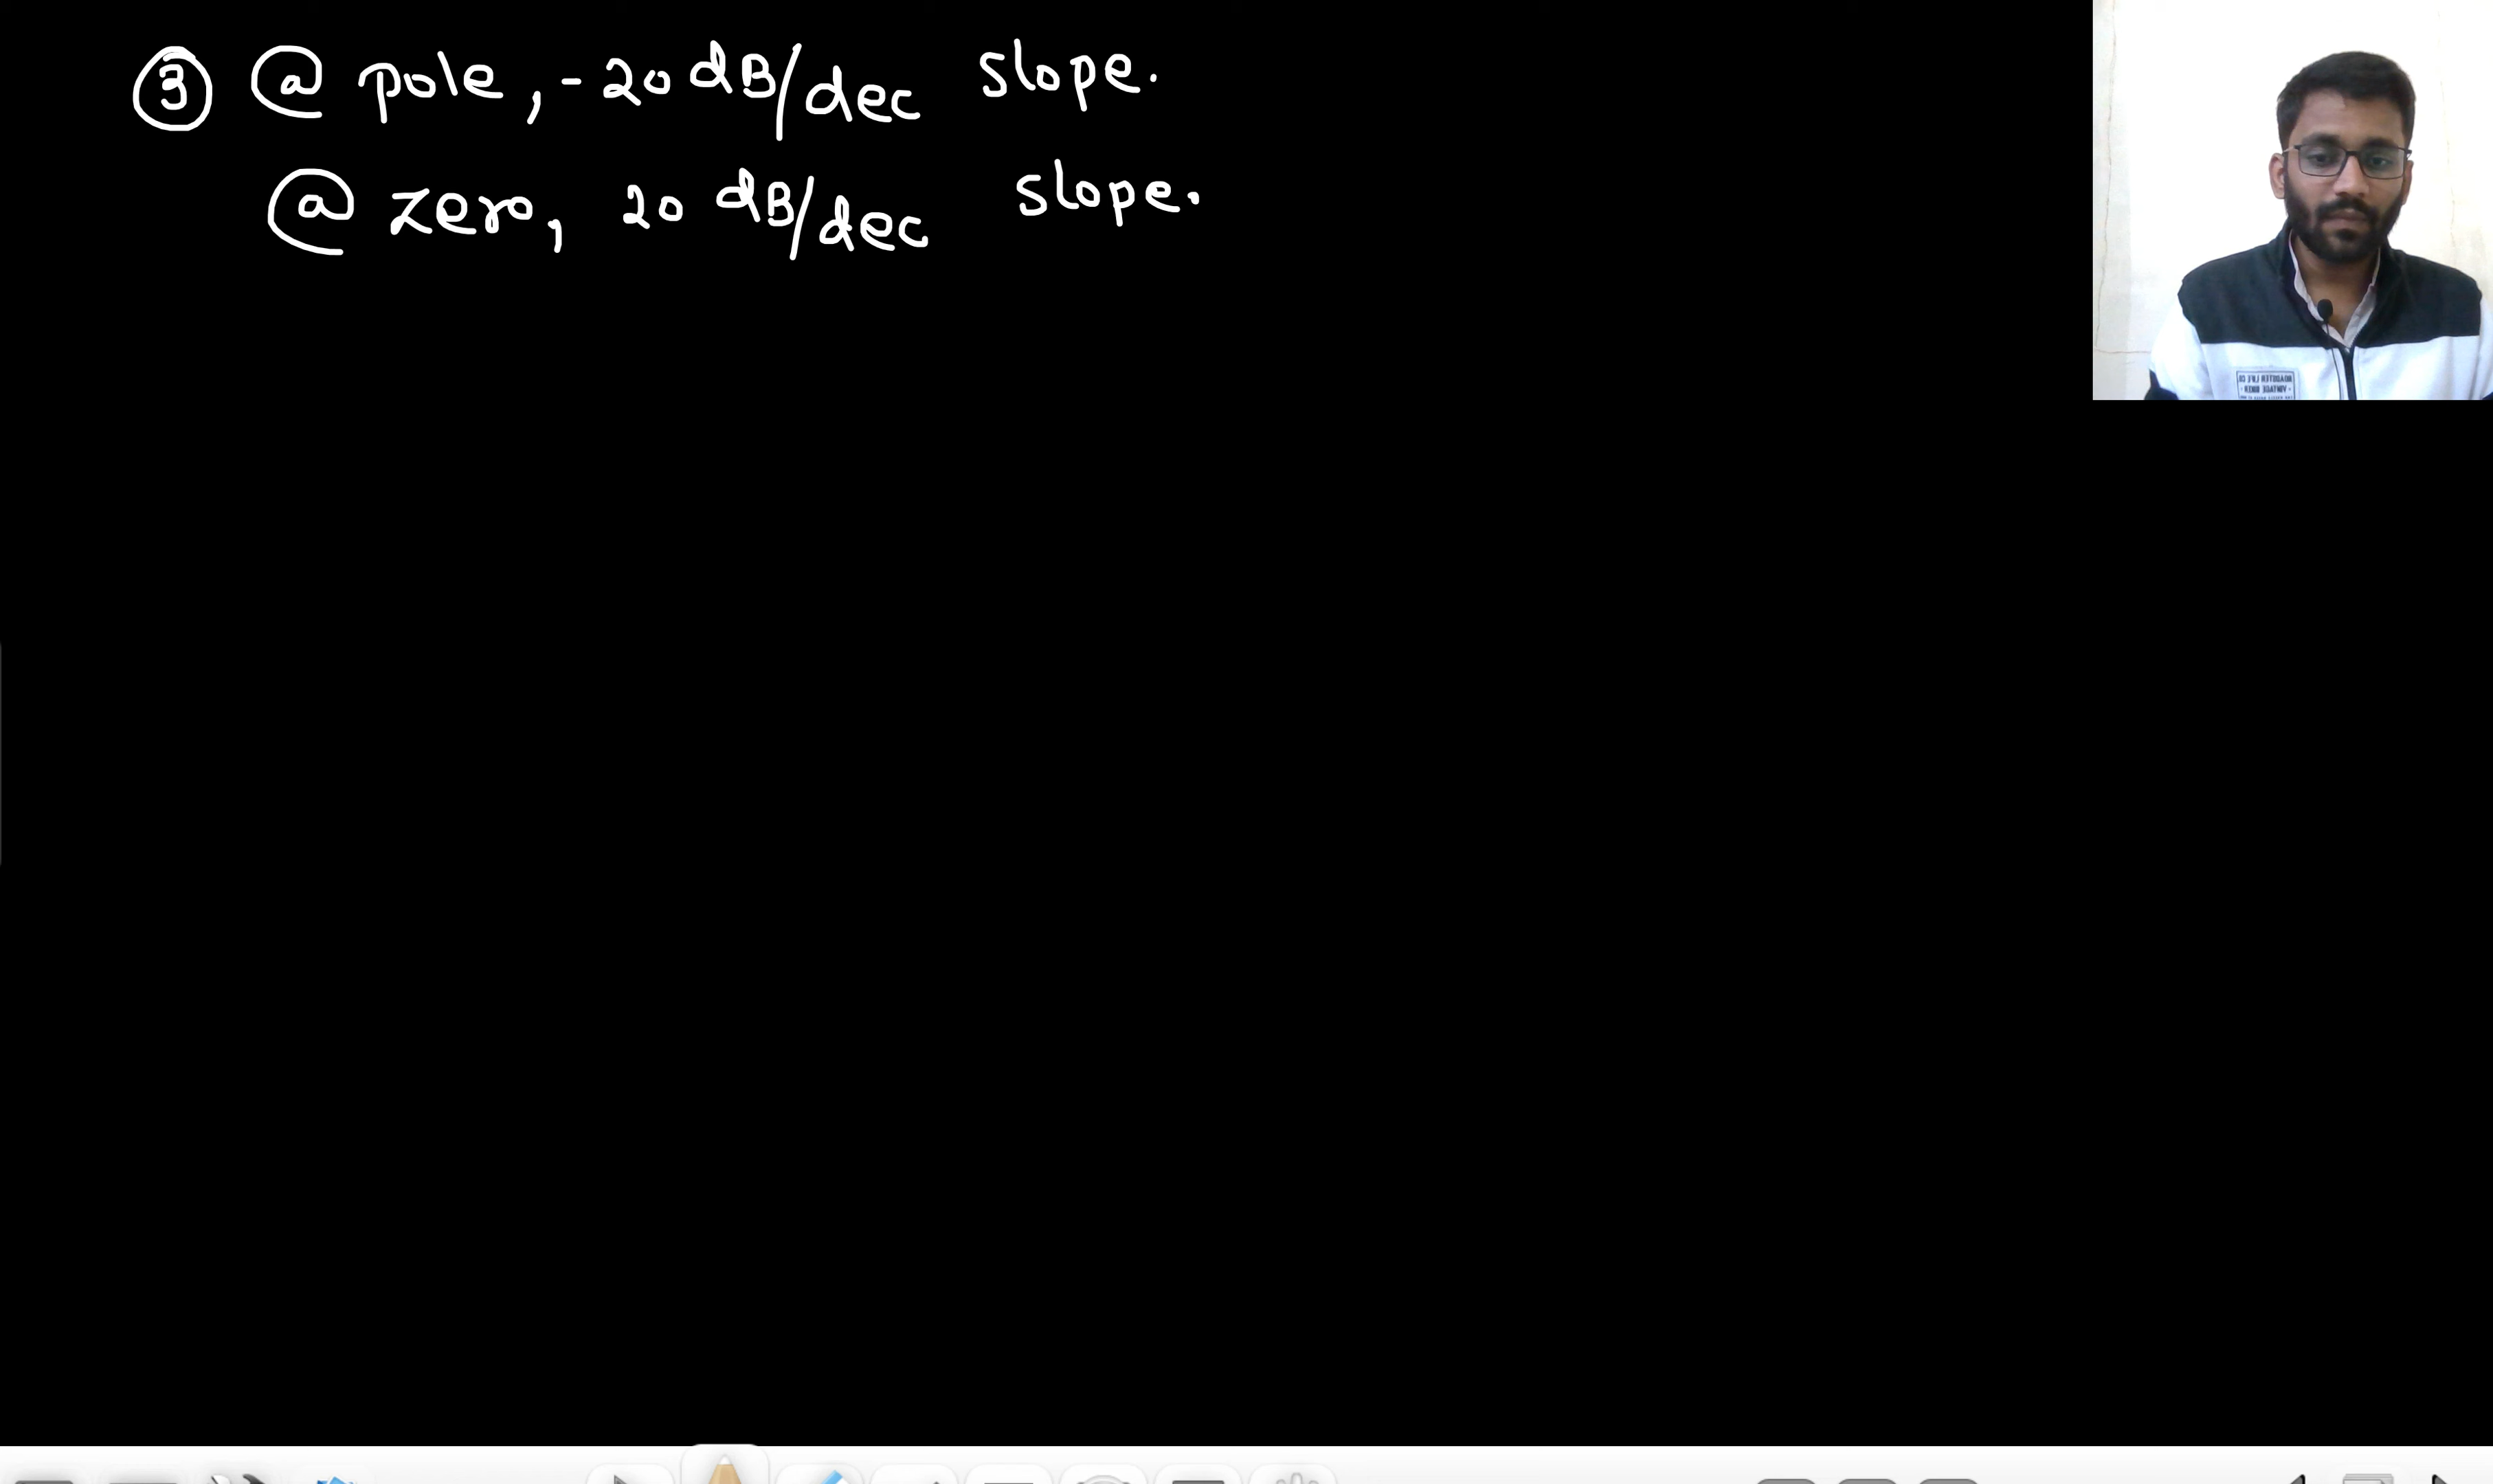 ③ @ pole, -20 dB/dec slope.
@ zero, 20 dB/dec slope.